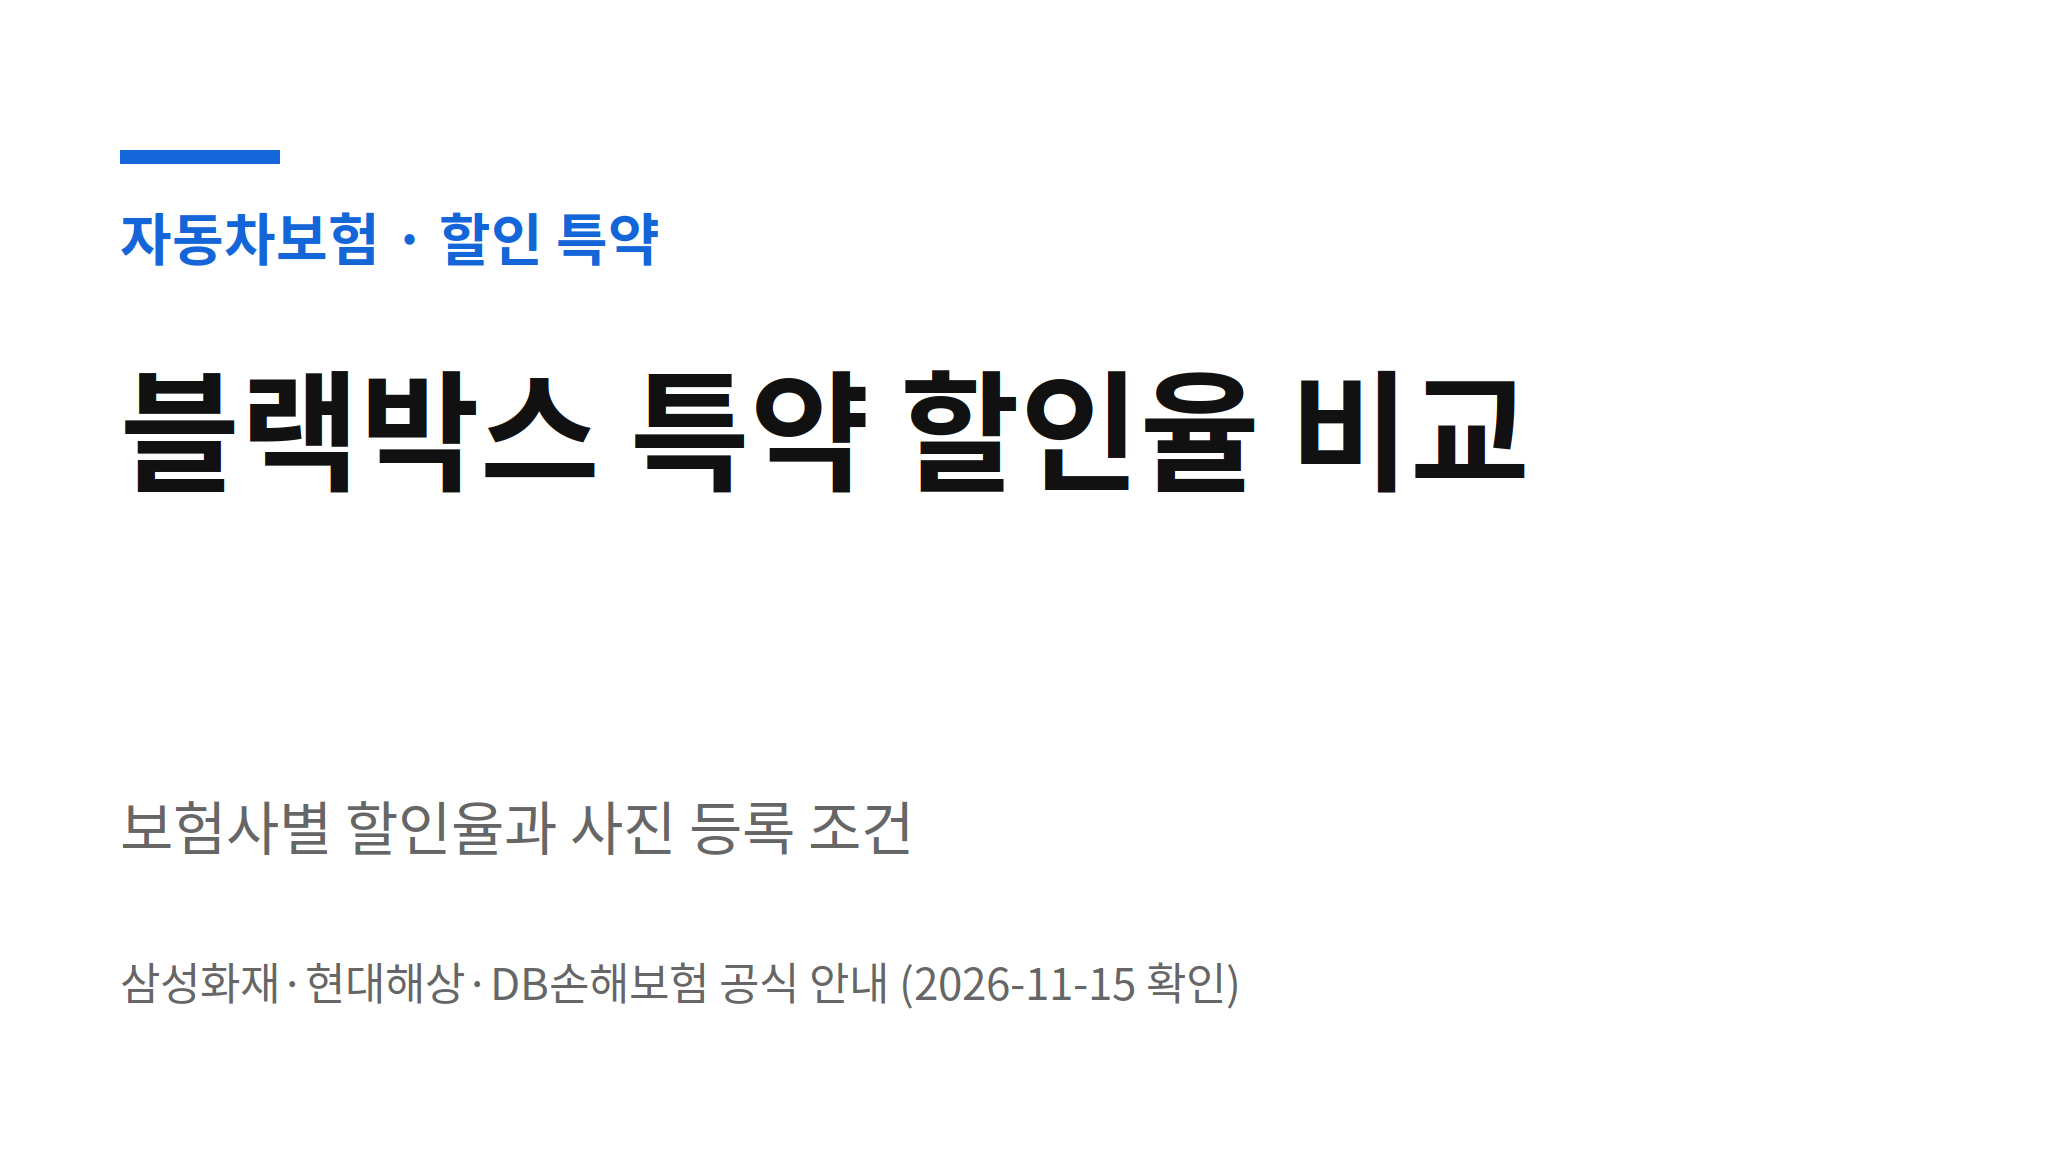 자동차보험 · 할인 특약
블랙박스 특약 할인율 비교
보험사별 할인율과 사진 등록 조건
삼성화재·현대해상·DB손해보험 공식 안내 (2026-11-15 확인)